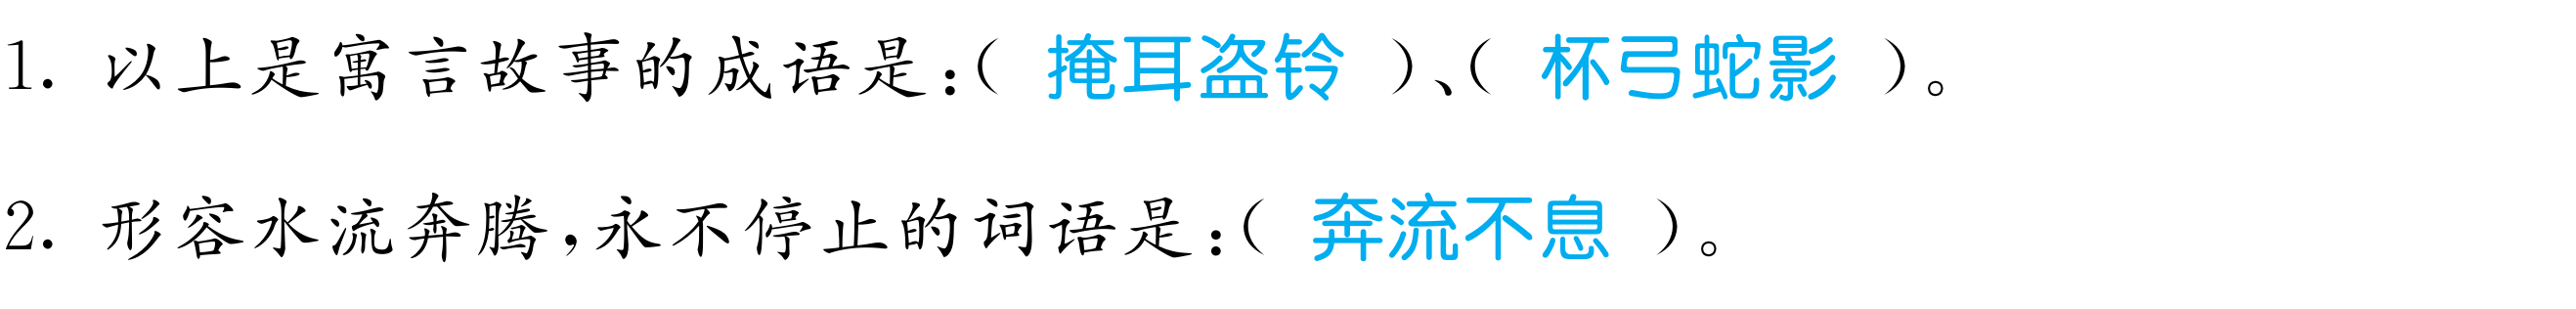 1. 以上是寓言故事的成语是:( 掩耳盗铃 )、( 杯弓蛇影 )。
2. 形容水流奔腾,永不停止的词语是:( 奔流不息 )。